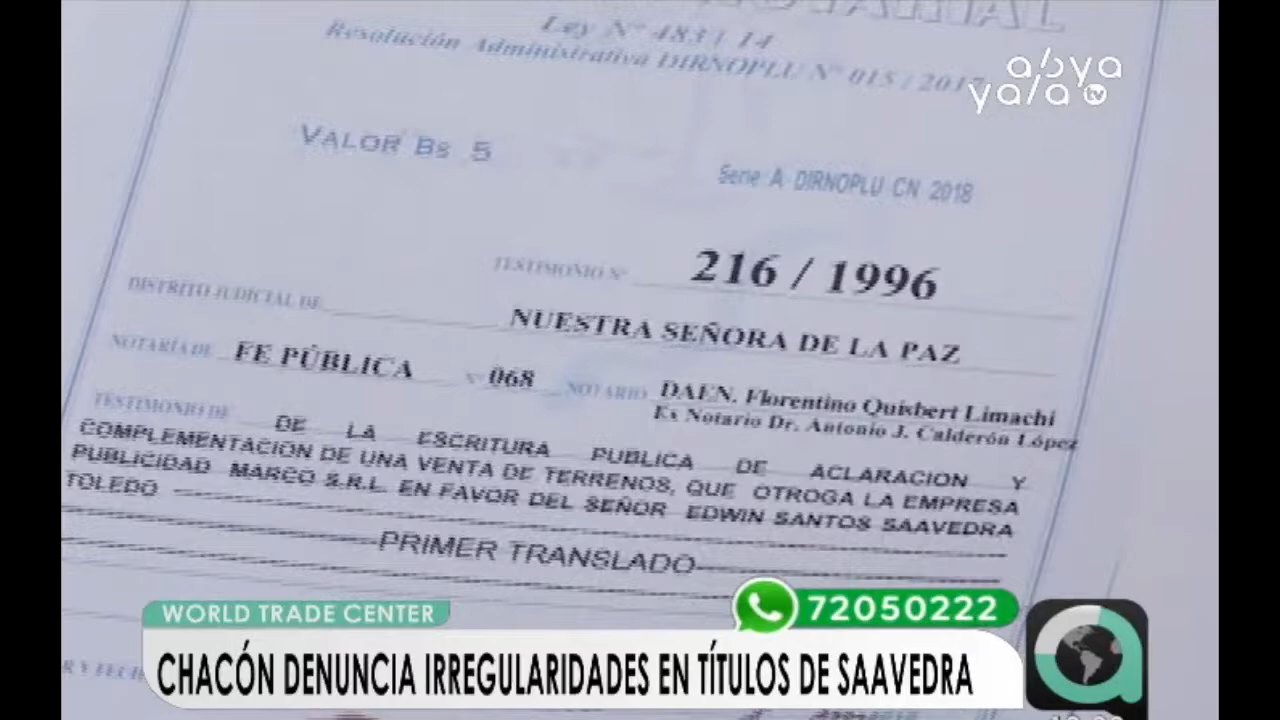 Ley N° 483 / 14
Resolución Administrativa DIRNOPLU N° 015 / 2017
abya
yala tv
VALOR Bs 5
Serie A DIRNOPLU CN 2018
TESTIMONIO N° 216 / 1996
DISTRITO JUDICIAL DE NUESTRA SEÑORA DE LA PAZ
NOTARÍA DE FE PÚBLICA N° 068 NOTARIO DAEN. Florentino Quisbert Limachi
Ex Notario Dr. Antonio J. Calderón López
TESTIMONIO DE DE LA ESCRITURA PUBLICA DE ACLARACION Y
COMPLEMENTACION DE UNA VENTA DE TERRENOS, QUE OTROGA LA EMPRESA
PUBLICIDAD MARCO S.R.L. EN FAVOR DEL SEÑOR EDWIN SANTOS SAAVEDRA
TOLEDO
PRIMER TRANSLADO
72050222
WORLD TRADE CENTER
CHACÓN DENUNCIA IRREGULARIDADES EN TÍTULOS DE SAAVEDRA